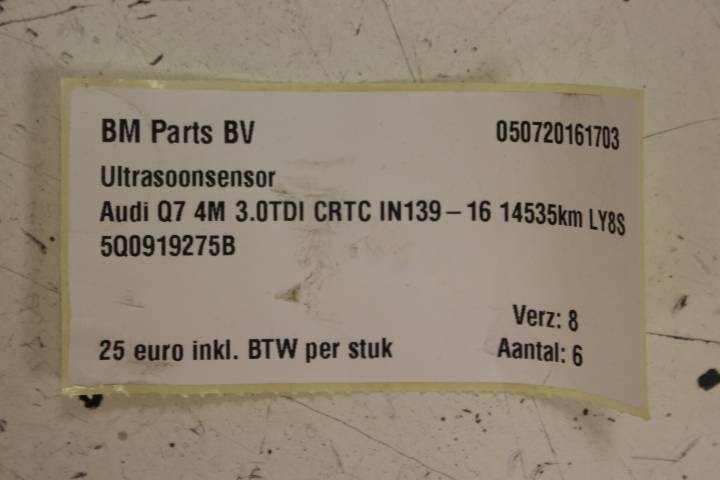 BM Parts BV 050720161703
Ultrasoonsensor
Audi Q7 4M 3.0TDI CRTC IN139 – 16 14535km LY8S
5Q0919275B
Verz: 8
25 euro inkl. BTW per stuk Aantal: 6